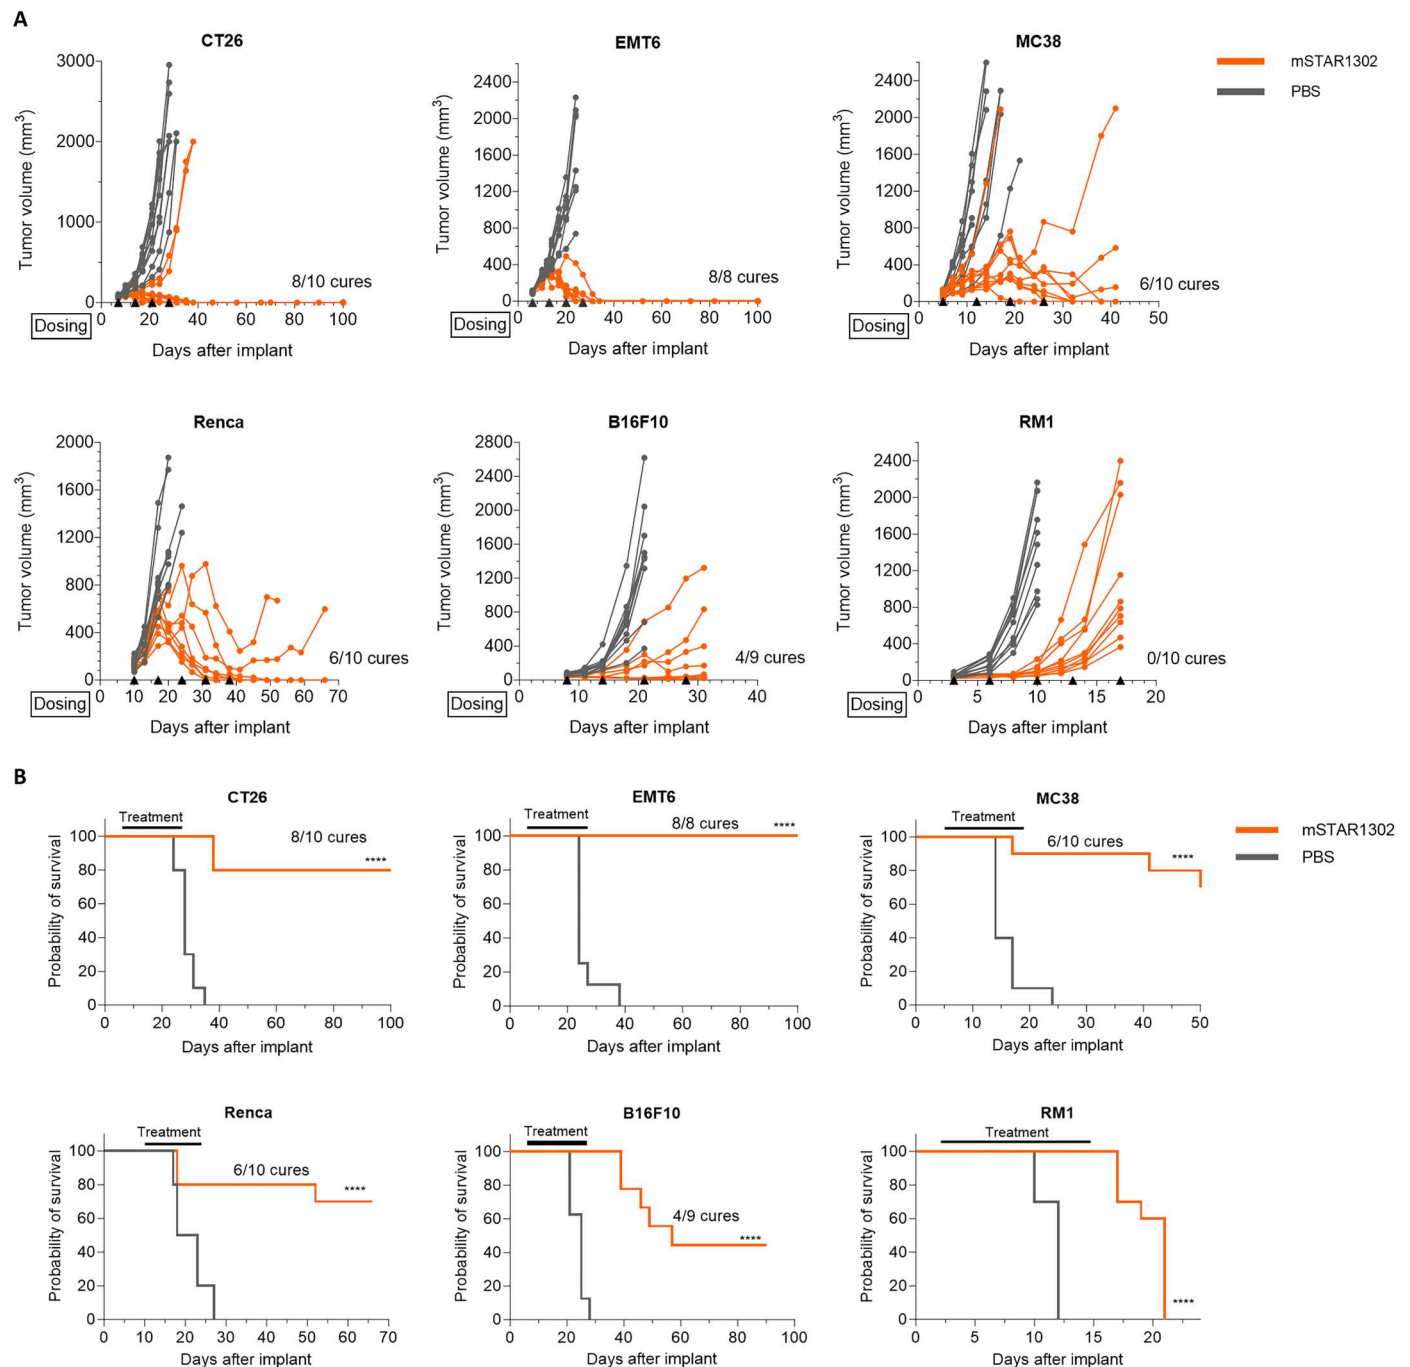 A
CT26
Tumor volume (mm³)
3000
2000
1000
0
8/10 cures
0 20 40 60 80 100
Dosing
Days after implant
EMT6
Tumor volume (mm³)
2400
2000
1600
1200
800
400
0
8/8 cures
0 20 40 60 80 100
Dosing
Days after implant
MC38
Tumor volume (mm³)
2400
2000
1600
1200
800
400
0
6/10 cures
0 10 20 30 40 50
Dosing
Days after implant
mSTAR1302
PBS
Renca
Tumor volume (mm³)
2000
1600
1200
800
400
0
6/10 cures
0 10 20 30 40 50 60 70
Dosing
Days after implant
B16F10
Tumor volume (mm³)
2800
2400
2000
1600
1200
800
400
0
4/9 cures
0 10 20 30 40
Dosing
Days after implant
RM1
Tumor volume (mm³)
2400
2000
1600
1200
800
400
0
0/10 cures
0 5 10 15 20
Dosing
Days after implant
B
CT26
Treatment
Probability of survival
100
80
60
40
20
0
8/10 cures
****
0 20 40 60 80 100
Days after implant
EMT6
Treatment
Probability of survival
100
80
60
40
20
0
8/8 cures
****
0 20 40 60 80 100
Days after implant
MC38
Treatment
Probability of survival
100
80
60
40
20
0
6/10 cures
****
0 10 20 30 40 50
Days after implant
mSTAR1302
PBS
Renca
Treatment
Probability of survival
100
80
60
40
20
0
6/10 cures
****
0 10 20 30 40 50 60 70
Days after implant
B16F10
Treatment
Probability of survival
100
80
60
40
20
0
4/9 cures
****
0 20 40 60 80 100
Days after implant
RM1
Treatment
Probability of survival
100
80
60
40
20
0
****
0 5 10 15 20
Days after implant